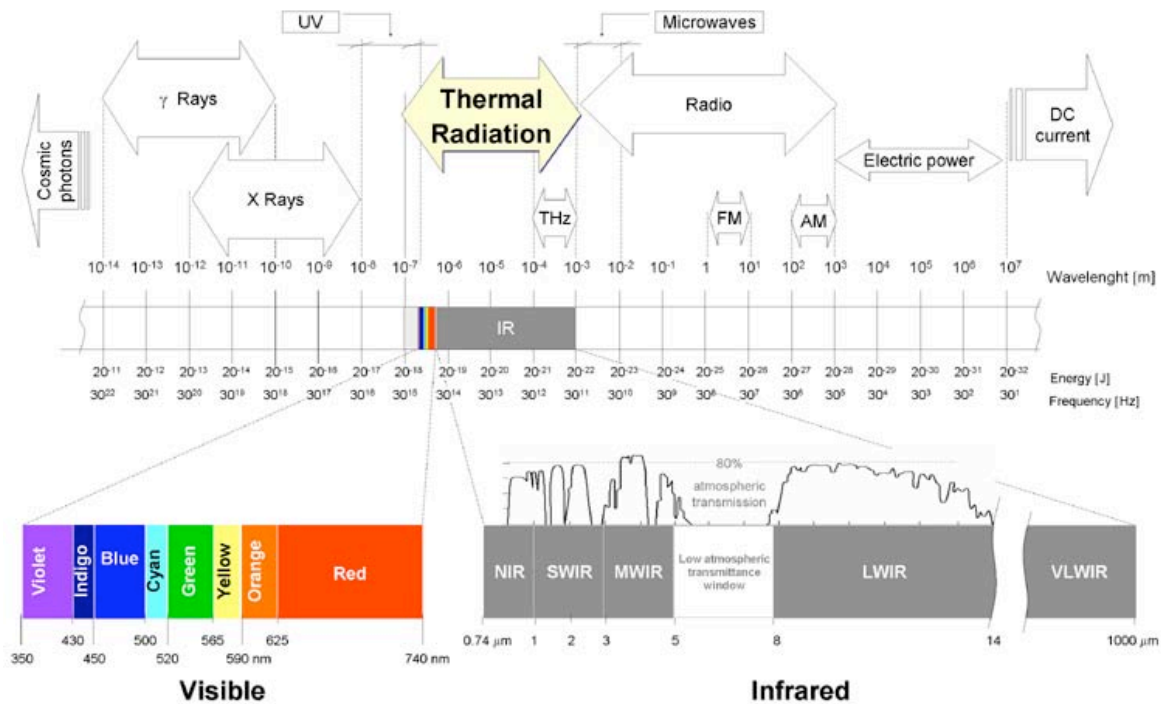 UV
Microwaves
γ Rays
Thermal
Radiation
Radio
DC
current
Cosmic
photons
Electric power
X Rays
THz
FM
AM
10⁻¹⁴ 10⁻¹³ 10⁻¹² 10⁻¹¹ 10⁻¹⁰ 10⁻⁹ 10⁻⁸ 10⁻⁷ 10⁻⁶ 10⁻⁵ 10⁻⁴ 10⁻³ 10⁻² 10⁻¹ 1 10¹ 10² 10³ 10⁴ 10⁵ 10⁶ 10⁷
Wavelenght [m]
IR
20⁻¹¹ 20⁻¹² 20⁻¹³ 20⁻¹⁴ 20⁻¹⁵ 20⁻¹⁶ 20⁻¹⁷ 20⁻¹⁸ 20⁻¹⁹ 20⁻²⁰ 20⁻²¹ 20⁻²² 20⁻²³ 20⁻²⁴ 20⁻²⁵ 20⁻²⁶ 20⁻²⁷ 20⁻²⁸ 20⁻²⁹ 20⁻³⁰ 20⁻³¹ 20⁻³²
Energy [J]
30²² 30²¹ 30²⁰ 30¹⁹ 30¹⁸ 30¹⁷ 30¹⁶ 30¹⁵ 30¹⁴ 30¹³ 30¹² 30¹¹ 30¹⁰ 30⁹ 30⁸ 30⁷ 30⁶ 30⁵ 30⁴ 30³ 30² 30¹
Frequency [Hz]
80%
atmospheric
transmission
Violet
Indigo
Blue
Cyan
Green
Yellow
Orange
Red
NIR
SWIR
MWIR
Low atmospheric
transmittance
window
LWIR
VLWIR
430 500 565 625
350 450 520 590 nm 740 nm
0.74 μm 1 2 3 5 8 14 1000 μm
Visible
Infrared